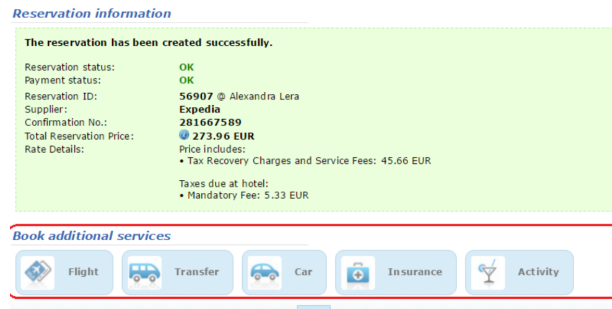 Reservation information
The reservation has been created successfully.
Reservation status: OK
Payment status: OK
Reservation ID: 56907 @ Alexandra Lera
Supplier: Expedia
Confirmation No.: 281667589
Total Reservation Price: 273.96 EUR
Rate Details: Price includes:
• Tax Recovery Charges and Service Fees: 45.66 EUR
Taxes due at hotel:
• Mandatory Fee: 5.33 EUR
Book additional services
Flight Transfer Car Insurance Activity